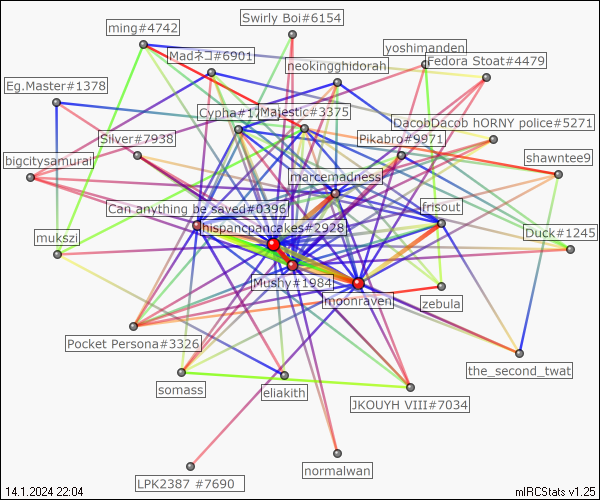 Swirly Boi#6154
ming#4742
yoshimanden
Madネコ#6901
Fedora Stoat#4479
neokingghidorah
Eg.Master#1378
Cypha#17
Majestic#3375
DacobDacob hORNY police#5271
Silver#7938
Pikabro#9971
bigcitysamurai
shawntee9
marcemadness
Can anything be saved#0396
frisout
hispancpancakes#2928
Duck#1245
mukszi
Mushy#1984
moonraven
zebula
Pocket Persona#3326
the_second_twat
somass
eliakith
JKOUYH VIII#7034
normalwan
LPK2387 #7690
14.1.2024 22:04
mIRCStats v1.25